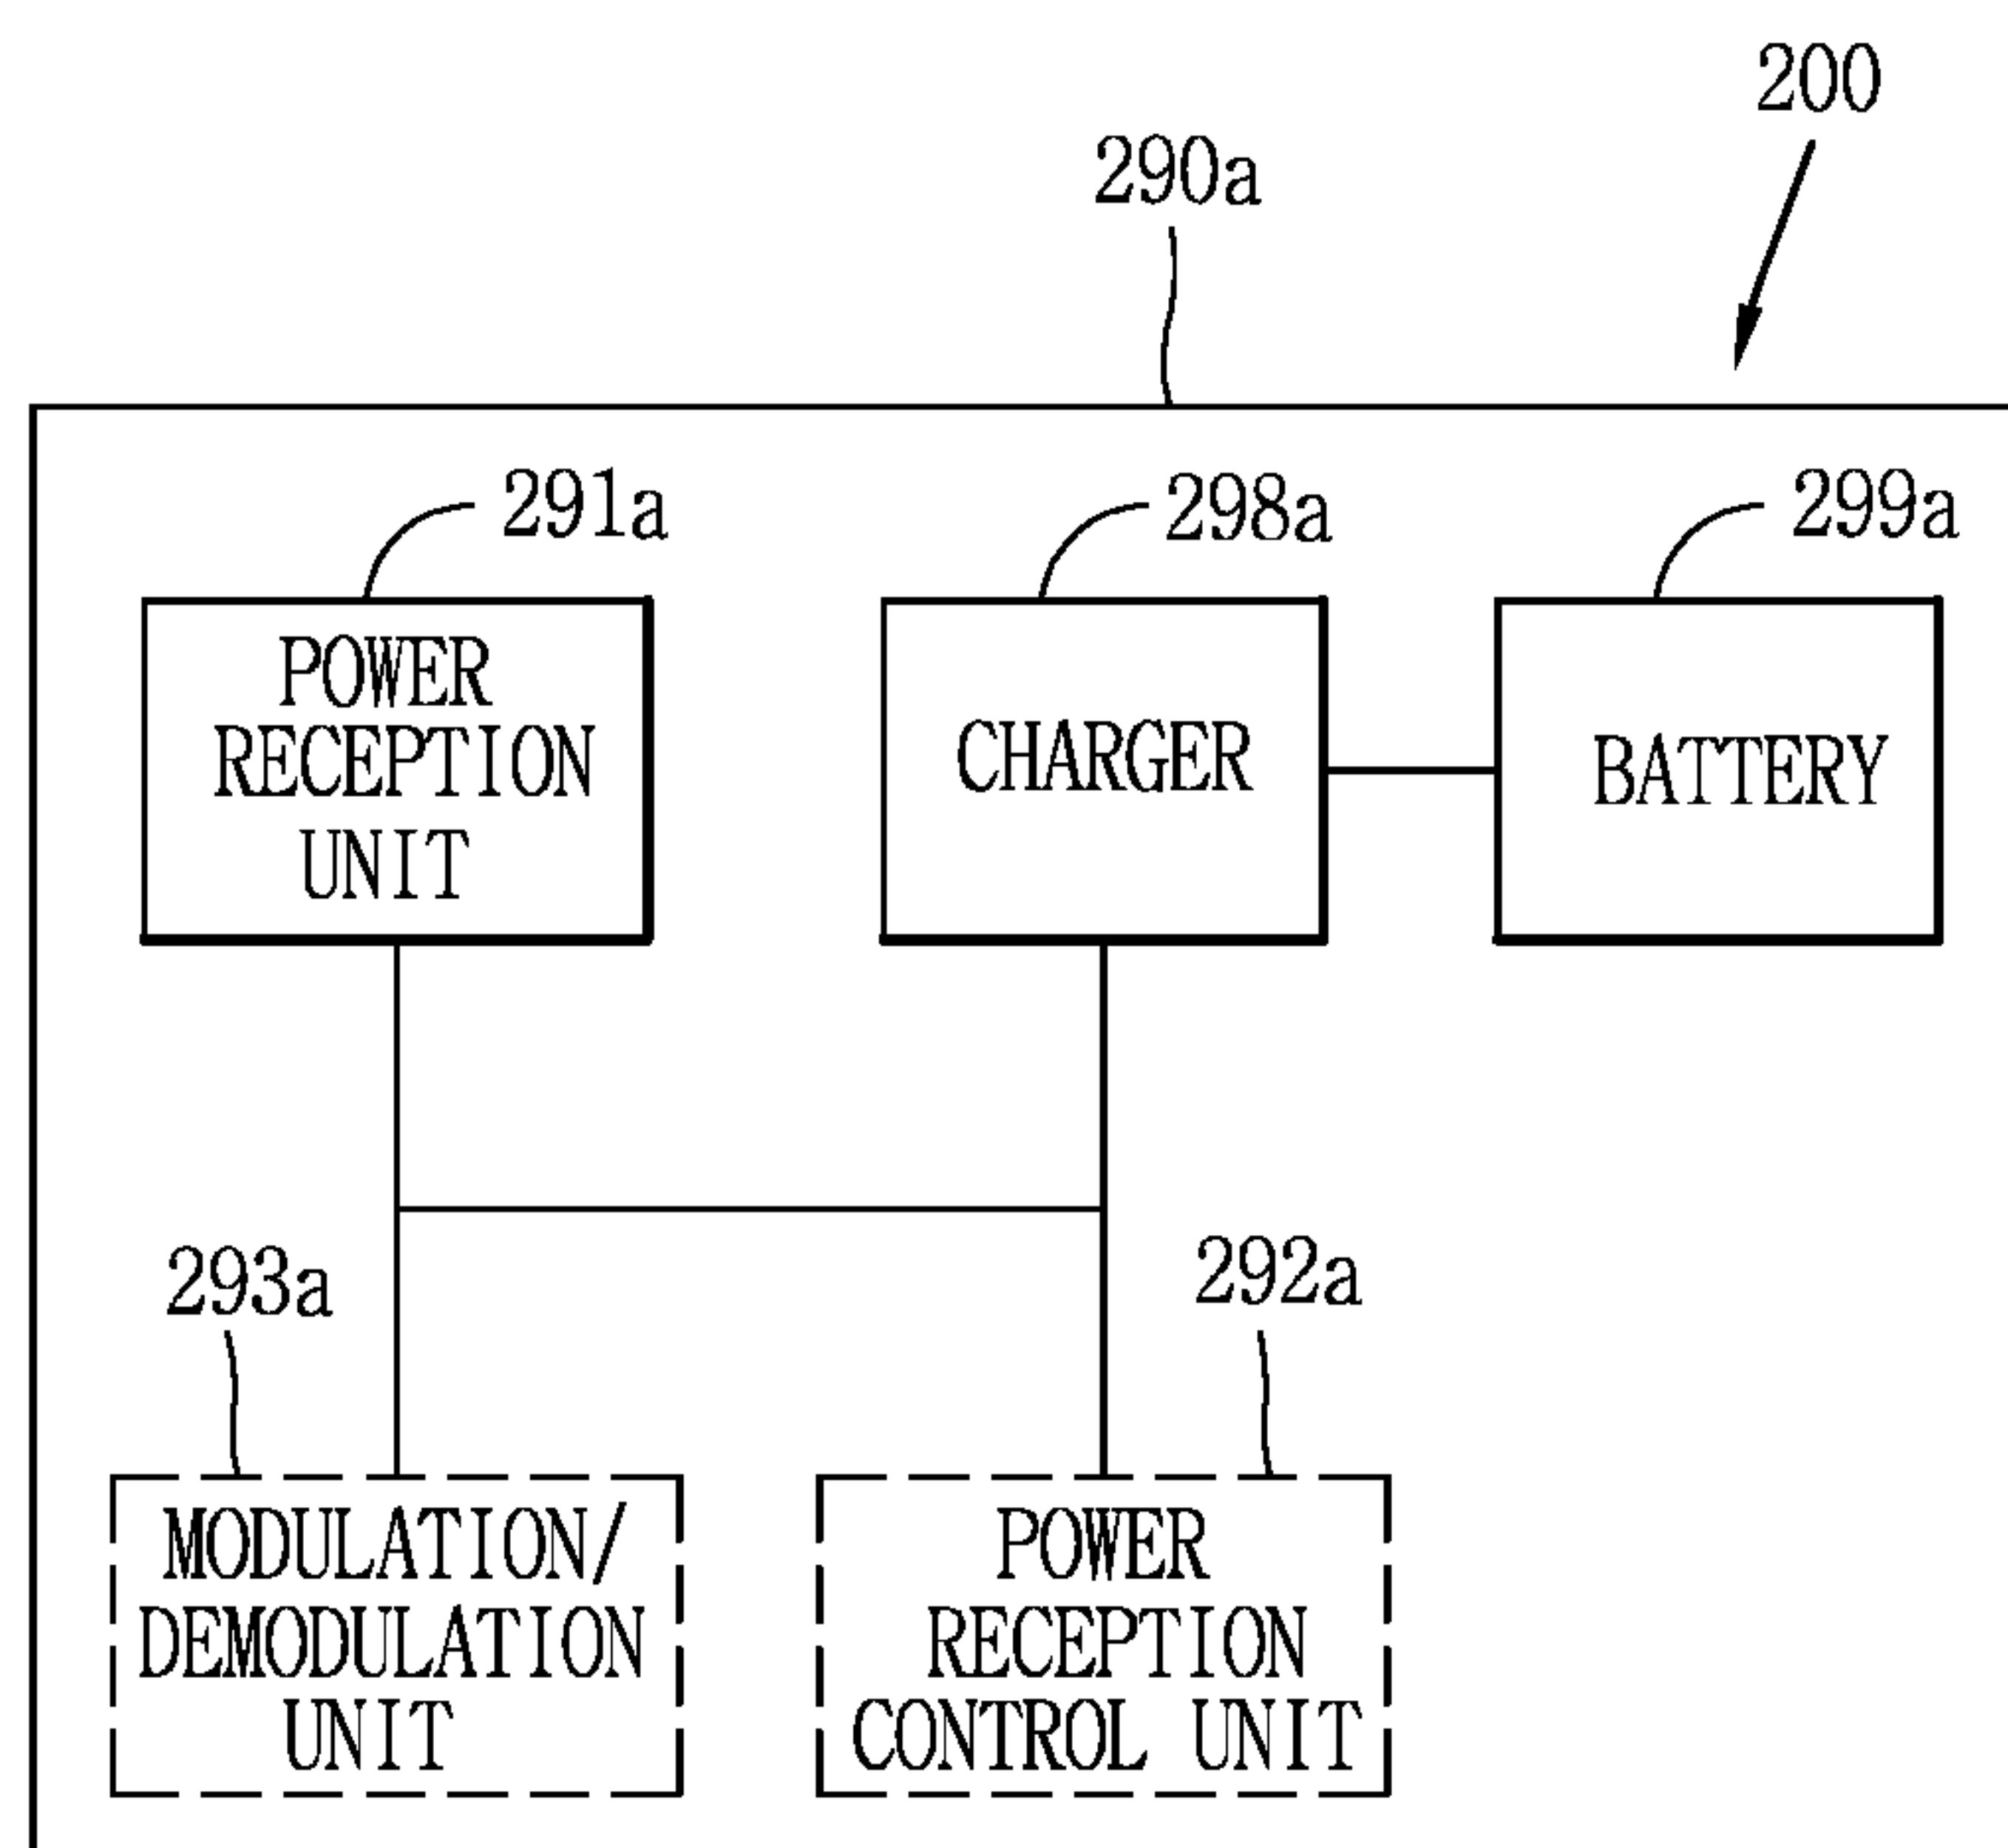 200
290a
291a
298a
299a
POWER
RECEPTION
UNIT
CHARGER
BATTERY
293a
292a
MODULATION/
DEMODULATION
UNIT
POWER
RECEPTION
CONTROL UNIT